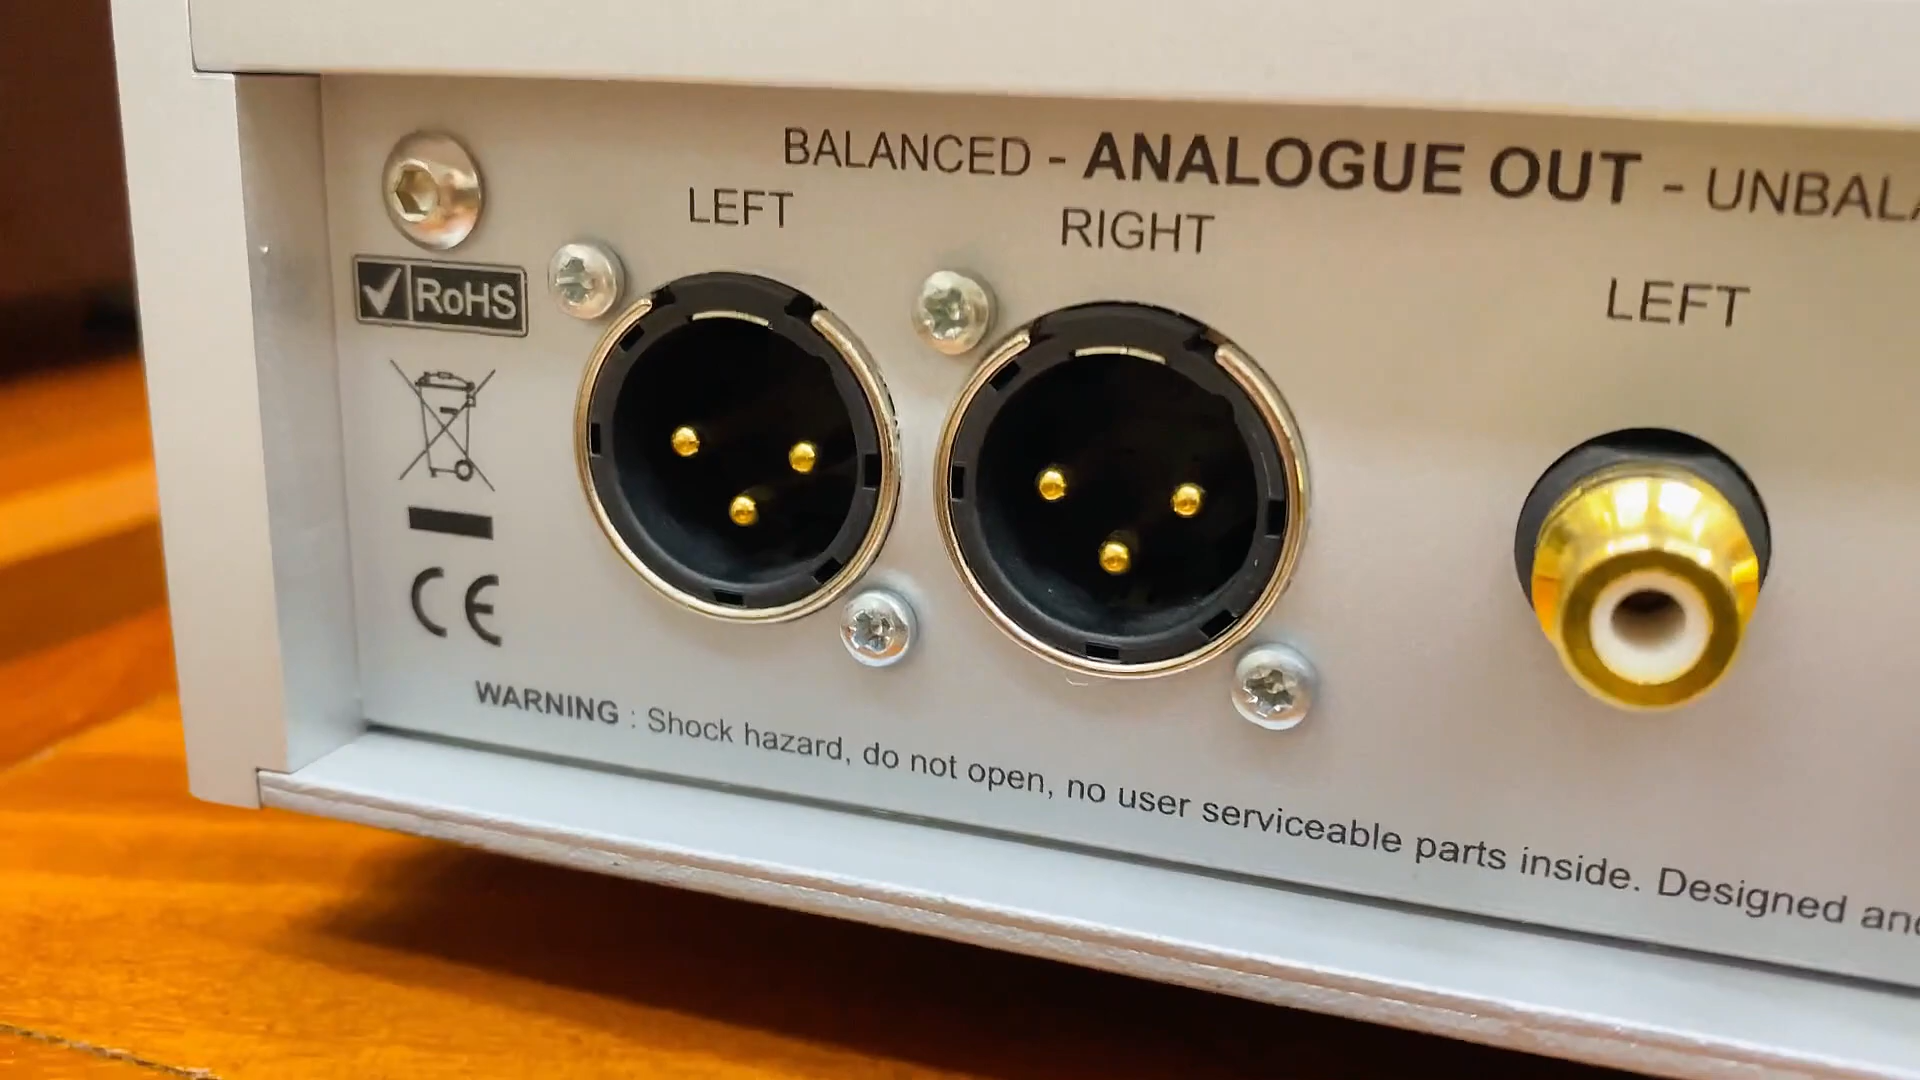 BALANCED - ANALOGUE OUT - UNBALA
LEFT
RIGHT
LEFT
RoHS
CE
WARNING : Shock hazard, do not open, no user serviceable parts inside. Designed and